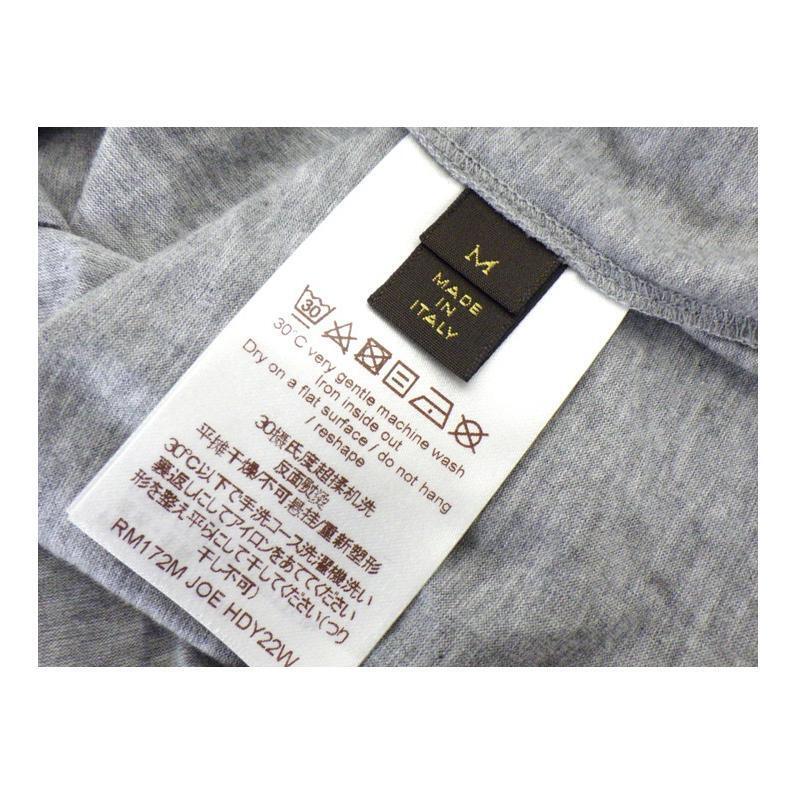 M
MADE
IN
ITALY
30
30°C very gentle machine wash
Iron inside out
Dry on a flat surface / do not hang
/ reshape
30摄氏度超揉机洗
反面熨烫
平摊干燥/不可悬挂/重新塑形
30℃以下で手洗コース洗濯機洗い
裏返しにしてアイロンをあててください
形を整え平らにして干してください(つり
干し不可)
RM172M JOE HDY22W